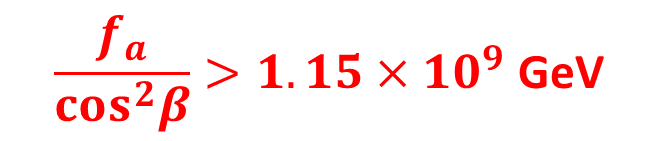 f_a / cos²β > 1.15 × 10⁹ GeV